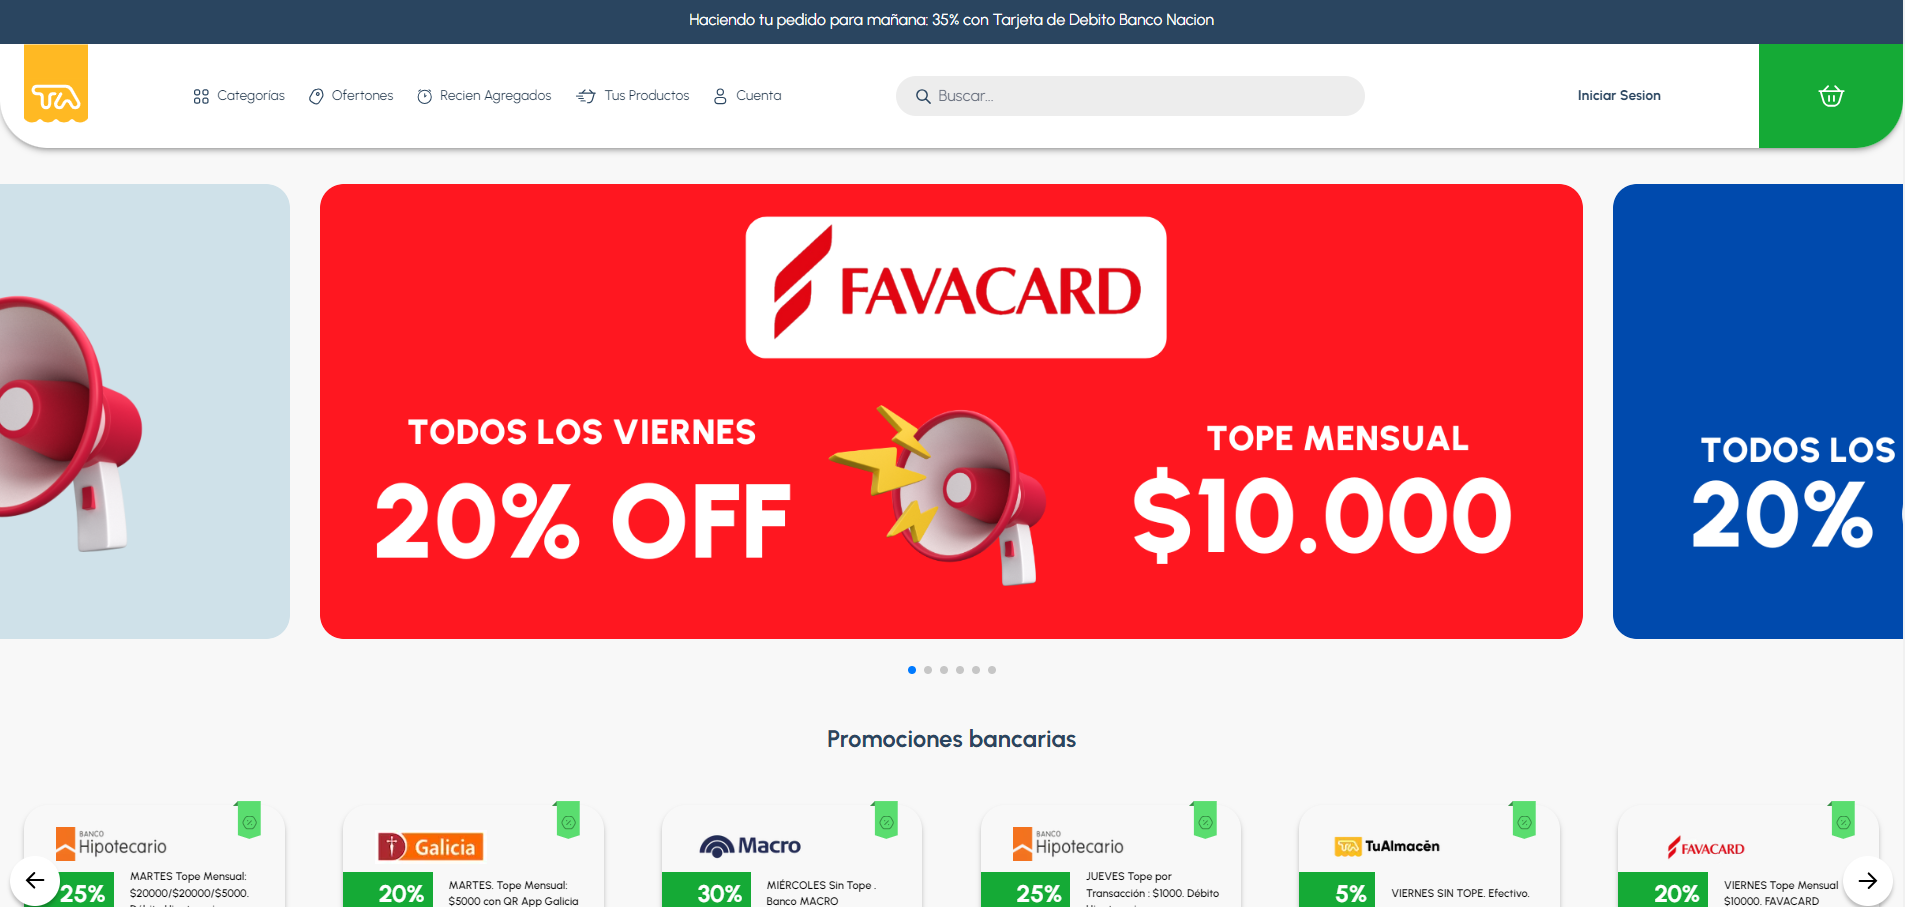 Haciendo tu pedido para mañana: 35% con Tarjeta de Debito Banco Nacion
TA
Categorías
Ofertones
Recien Agregados
Tus Productos
Cuenta
Buscar...
Iniciar Sesion
FAVACARD
TODOS LOS VIERNES
20% OFF
TOPE MENSUAL
$10.000
TODOS LOS
20%
Promociones bancarias
BANCO
Hipotecario
25%
MARTES Tope Mensual:
$20000/$20000/$5000.
Galicia
20%
MARTES. Tope Mensual:
$5000 con QR App Galicia
Macro
30%
MIÉRCOLES Sin Tope .
Banco MACRO
BANCO
Hipotecario
25%
JUEVES Tope por
Transacción : $1000. Débito
TA TuAlmacēn
5%
VIERNES SIN TOPE. Efectivo.
FAVACARD
20%
VIERNES Tope Mensual
$10000. FAVACARD